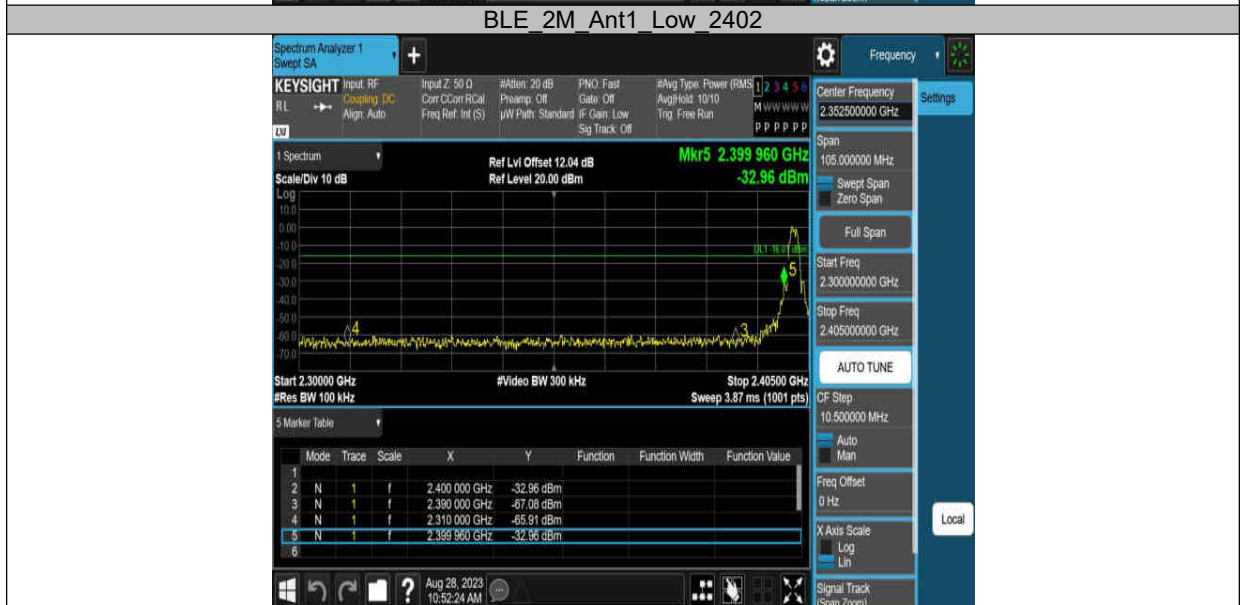 BLE_2M_Ant1_Low_2402
Spectrum Analyzer 1
Swept SA
+
Frequency
KEYSIGHT
RL
LXI
Input: RF
Coupling: DC
Align: Auto
Input Z: 50 Ω
Corr CCorr RCal
Freq Ref: Int (S)
#Atten: 20 dB
Preamp: Off
µW Path: Standard
PNO: Fast
Gate: Off
IF Gain: Low
Sig Track: Off
#Avg Type: Power (RMS
Avg|Hold: 10/10
Trig: Free Run
1 2 3 4 5 6
M W W W W W
P P P P P P
1 Spectrum
Scale/Div 10 dB
Ref Lvl Offset 12.04 dB
Ref Level 20.00 dBm
Mkr5 2.399 960 GHz
-32.96 dBm
Log
10.0
0.00
-10.0
-20.0
-30.0
-40.0
-50.0
-60.0
-70.0
5
4
3
Start 2.30000 GHz
#Res BW 100 kHz
#Video BW 300 kHz
Stop 2.40500 GHz
Sweep 3.87 ms (1001 pts)
5 Marker Table
Mode Trace Scale X Y Function Function Width Function Value
1
2 N 1 f 2.400 000 GHz -32.96 dBm
3 N 1 f 2.390 000 GHz -67.08 dBm
4 N 1 f 2.310 000 GHz -65.91 dBm
5 N 1 f 2.399 960 GHz -32.96 dBm
6
?
Aug 28, 2023
10:52:24 AM
Center Frequency
2.352500000 GHz
Settings
Span
105.000000 MHz
Swept Span
Zero Span
Full Span
Start Freq
2.300000000 GHz
Stop Freq
2.405000000 GHz
AUTO TUNE
CF Step
10.500000 MHz
Auto
Man
Freq Offset
0 Hz
X Axis Scale
Log
Lin
Local
Signal Track
(Span Zoom)